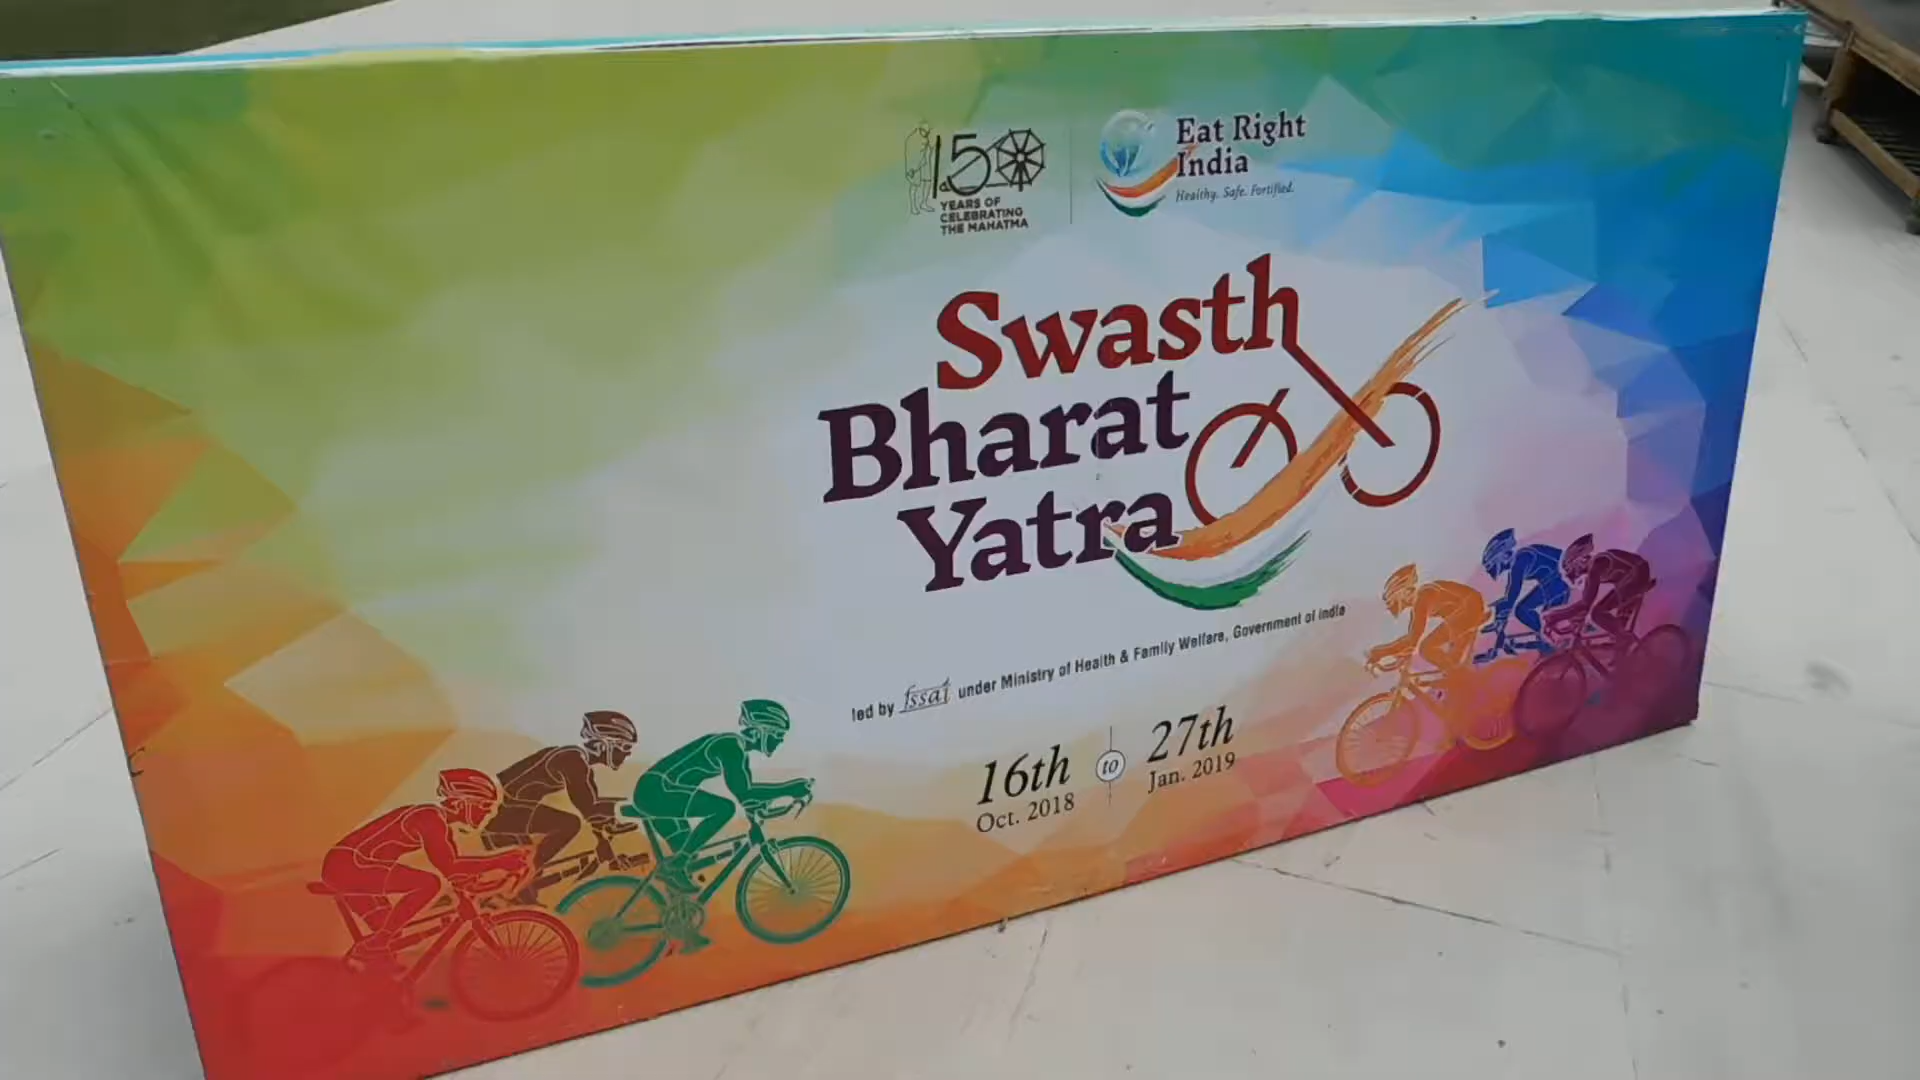 150
YEARS OF
CELEBRATING
THE MAHATMA
Eat Right
India
Healthy. Safe. Fortified.
Swasth
Bharat
Yatra
led by fssai under Ministry of Health & Family Welfare, Government of India
16th to 27th
Oct. 2018 Jan. 2019